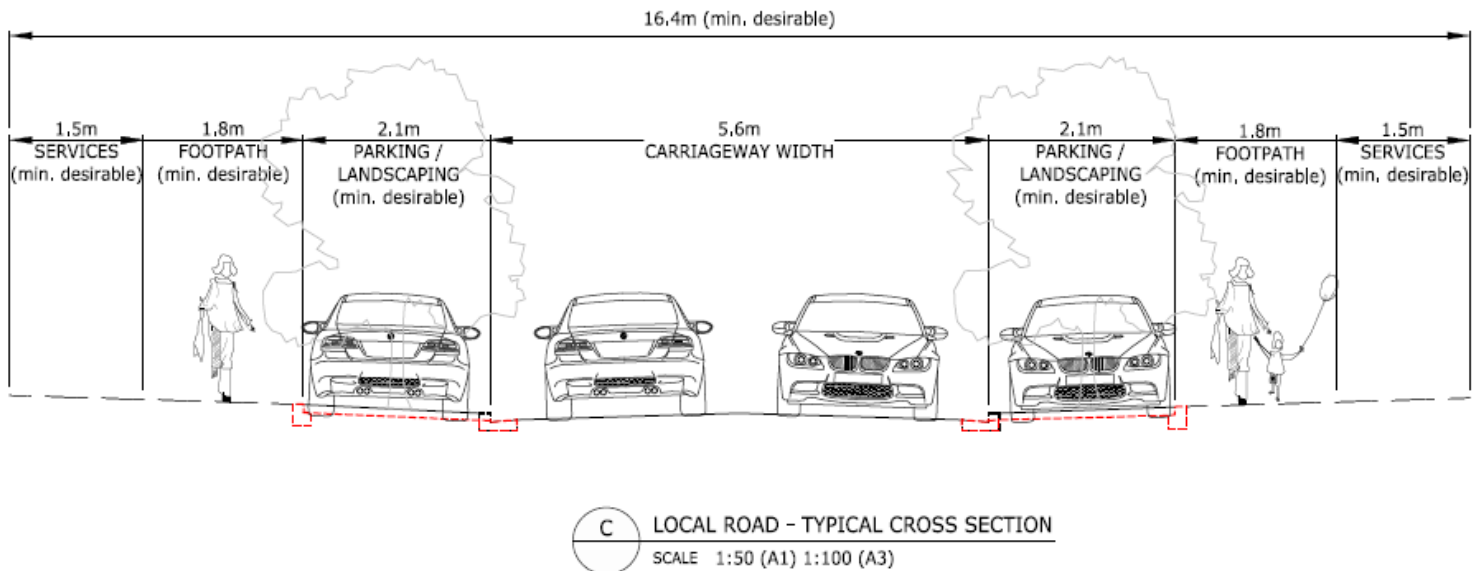 16.4m (min. desirable)
1.5m 1.8m 2.1m 5.6m 2.1m 1.8m 1.5m
SERVICES FOOTPATH PARKING / CARRIAGEWAY WIDTH PARKING / FOOTPATH SERVICES
(min. desirable) (min. desirable) LANDSCAPING LANDSCAPING (min. desirable) (min. desirable)
(min. desirable) (min. desirable)
C LOCAL ROAD - TYPICAL CROSS SECTION
SCALE 1:50 (A1) 1:100 (A3)